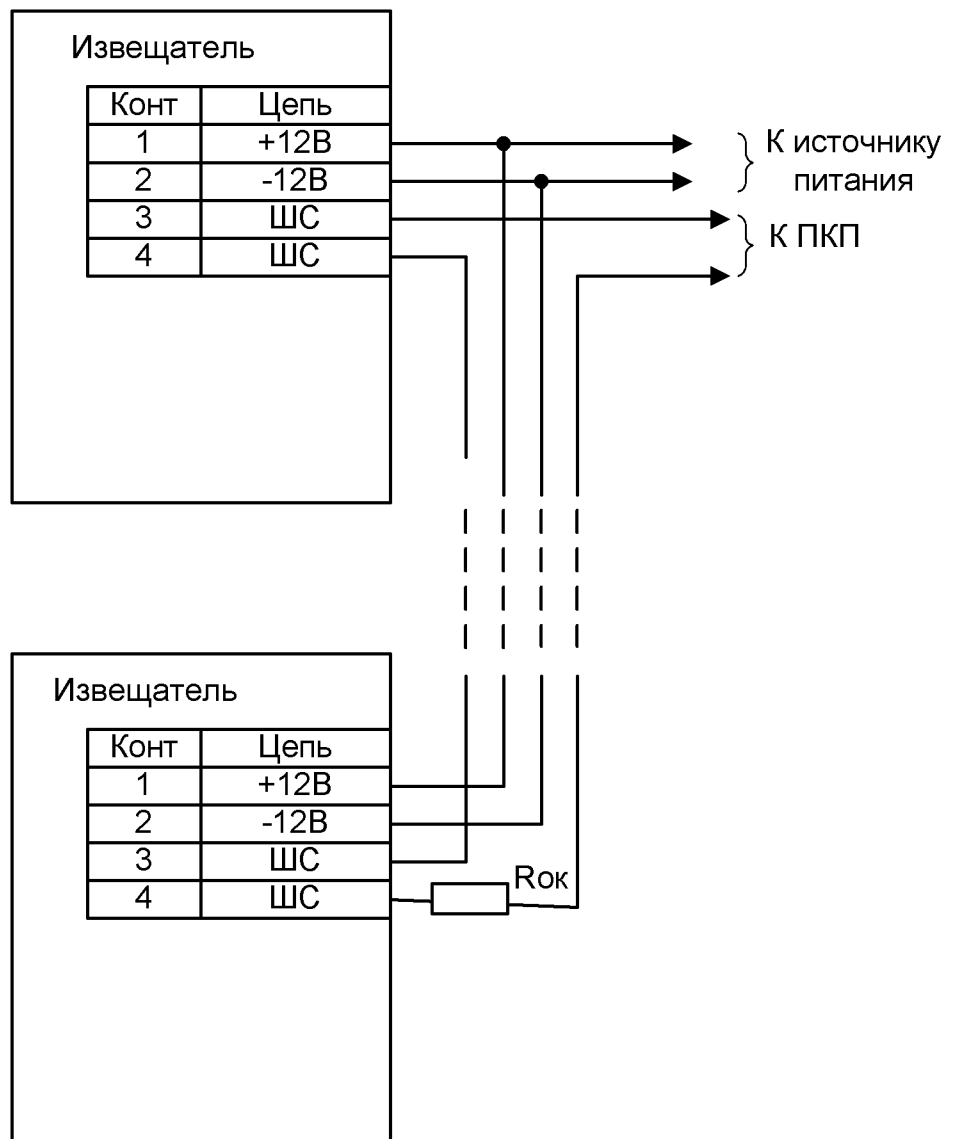 Извещатель
Конт Цепь
1 +12В
2 -12В
3 ШС
4 ШС
К источнику
питания
К ПКП
Извещатель
Конт Цепь
1 +12В
2 -12В
3 ШС
4 ШС
Rок